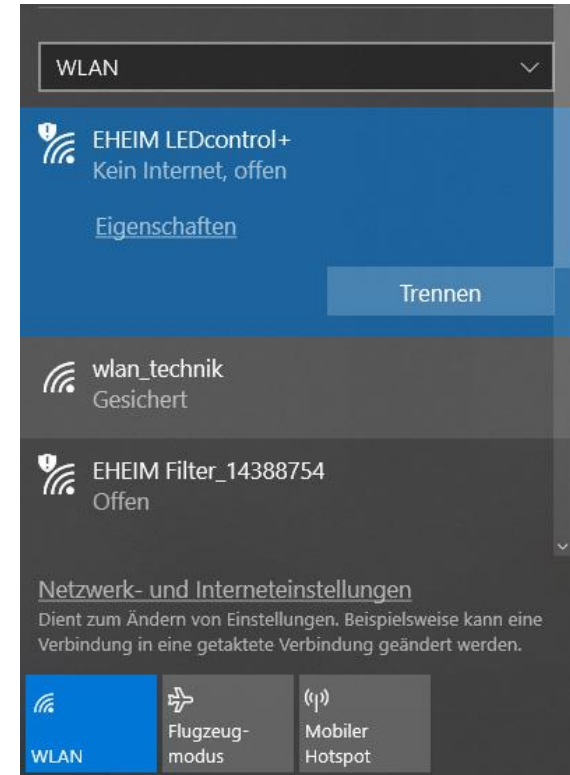 WLAN
EHEIM LEDcontrol+
Kein Internet, offen
Eigenschaften
Trennen
wlan_technik
Gesichert
EHEIM Filter_14388754
Offen
Netzwerk- und Interneteinstellungen
Dient zum Ändern von Einstellungen. Beispielsweise kann eine
Verbindung in eine getaktete Verbindung geändert werden.
WLAN
Flugzeug-
modus
Mobiler
Hotspot